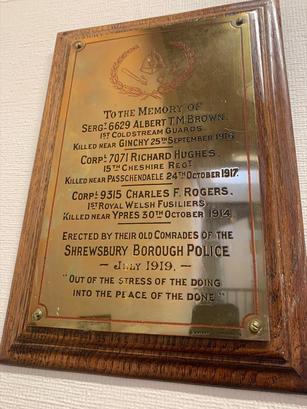 TO THE MEMORY OF
SERGT 6629 ALBERT T.M. BROWN.
1ST COLDSTREAM GUARDS.
KILLED NEAR GINCHY 25TH SEPTEMBER 1916.
CORPL 7071 RICHARD HUGHES.
15TH CHESHIRE REGT
KILLED NEAR PASSCHENDAELE 24TH OCTOBER 1917.
CORPL 9315 CHARLES F. ROGERS.
1ST ROYAL WELSH FUSILIERS
KILLED NEAR YPRES 30TH OCTOBER 1914.
ERECTED BY THEIR OLD COMRADES OF THE
SHREWSBURY BOROUGH POLICE
— JULY 1919. —
"OUT OF THE STRESS OF THE DOING
INTO THE PEACE OF THE DONE"